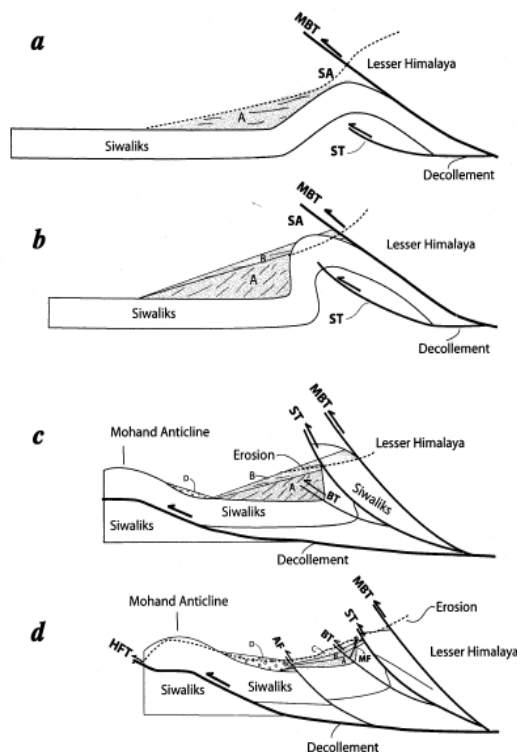 a
MBT
Lesser Himalaya
SA
A
Siwaliks
ST
Decollement
b
MBT
SA
Lesser Himalaya
B
A
Siwaliks
ST
Decollement
c
Mohand Anticline
ST
MBT
Erosion
Lesser Himalaya
B
D
A
Siwaliks
BT
Siwaliks
Siwaliks
Decollement
d
Mohand Anticline
MBT
Erosion
ST
D
AF
BT
C
B
A
MF
HFT
Lesser Himalaya
Siwaliks
Siwaliks
Decollement